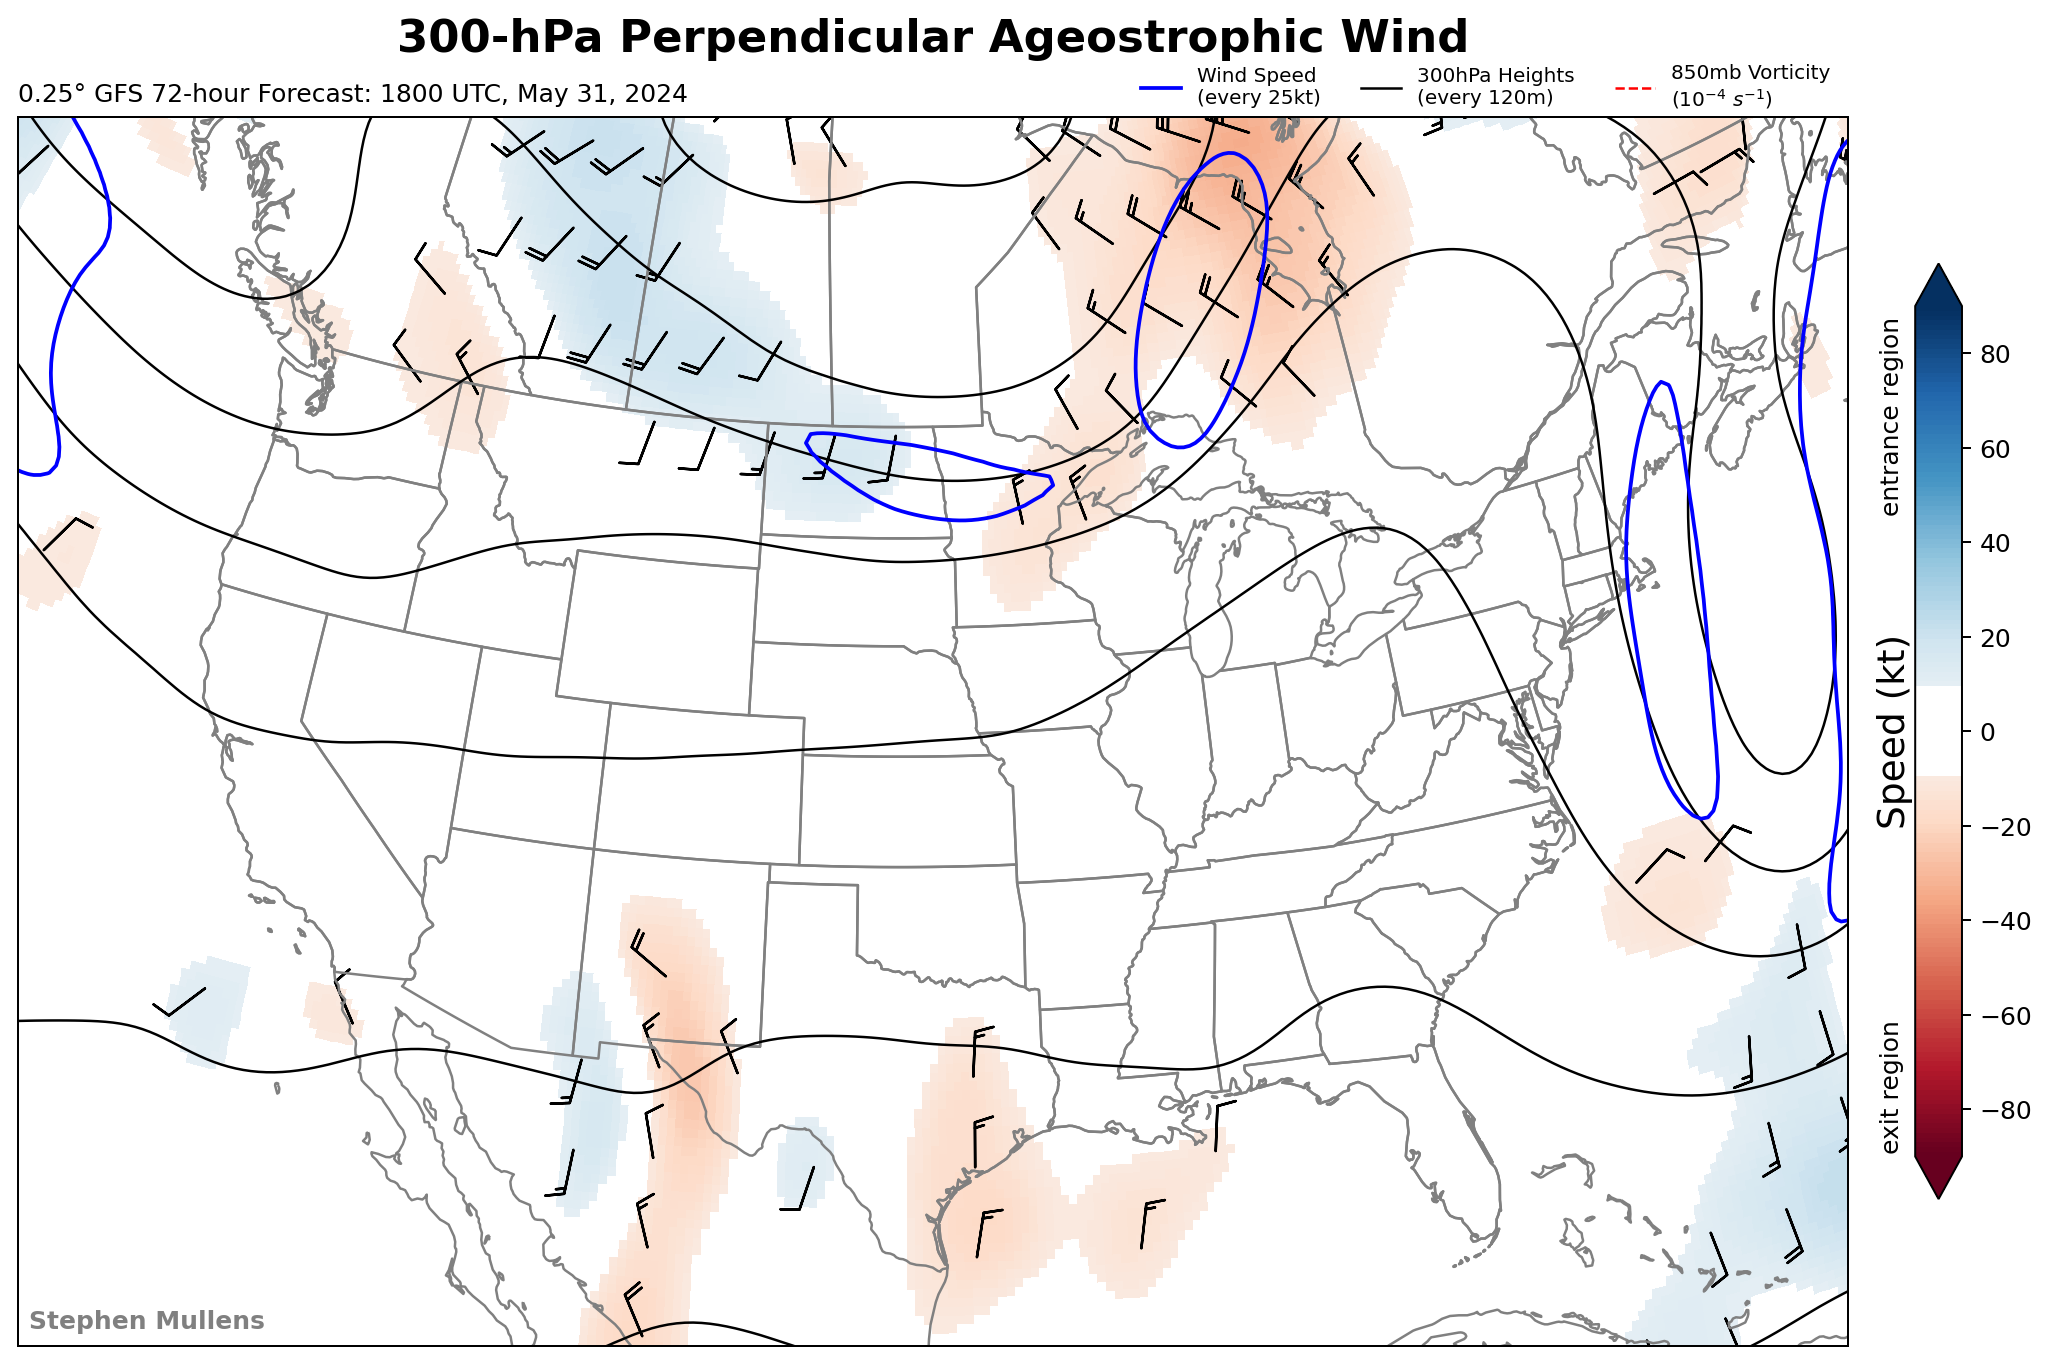 300-hPa Perpendicular Ageostrophic Wind
0.25° GFS 72-hour Forecast: 1800 UTC, May 31, 2024
Wind Speed
(every 25kt)
300hPa Heights
(every 120m)
850mb Vorticity
(10⁻⁴ s⁻¹)
entrance region
Speed (kt)
exit region
80
60
40
20
0
−20
−40
−60
−80
Stephen Mullens